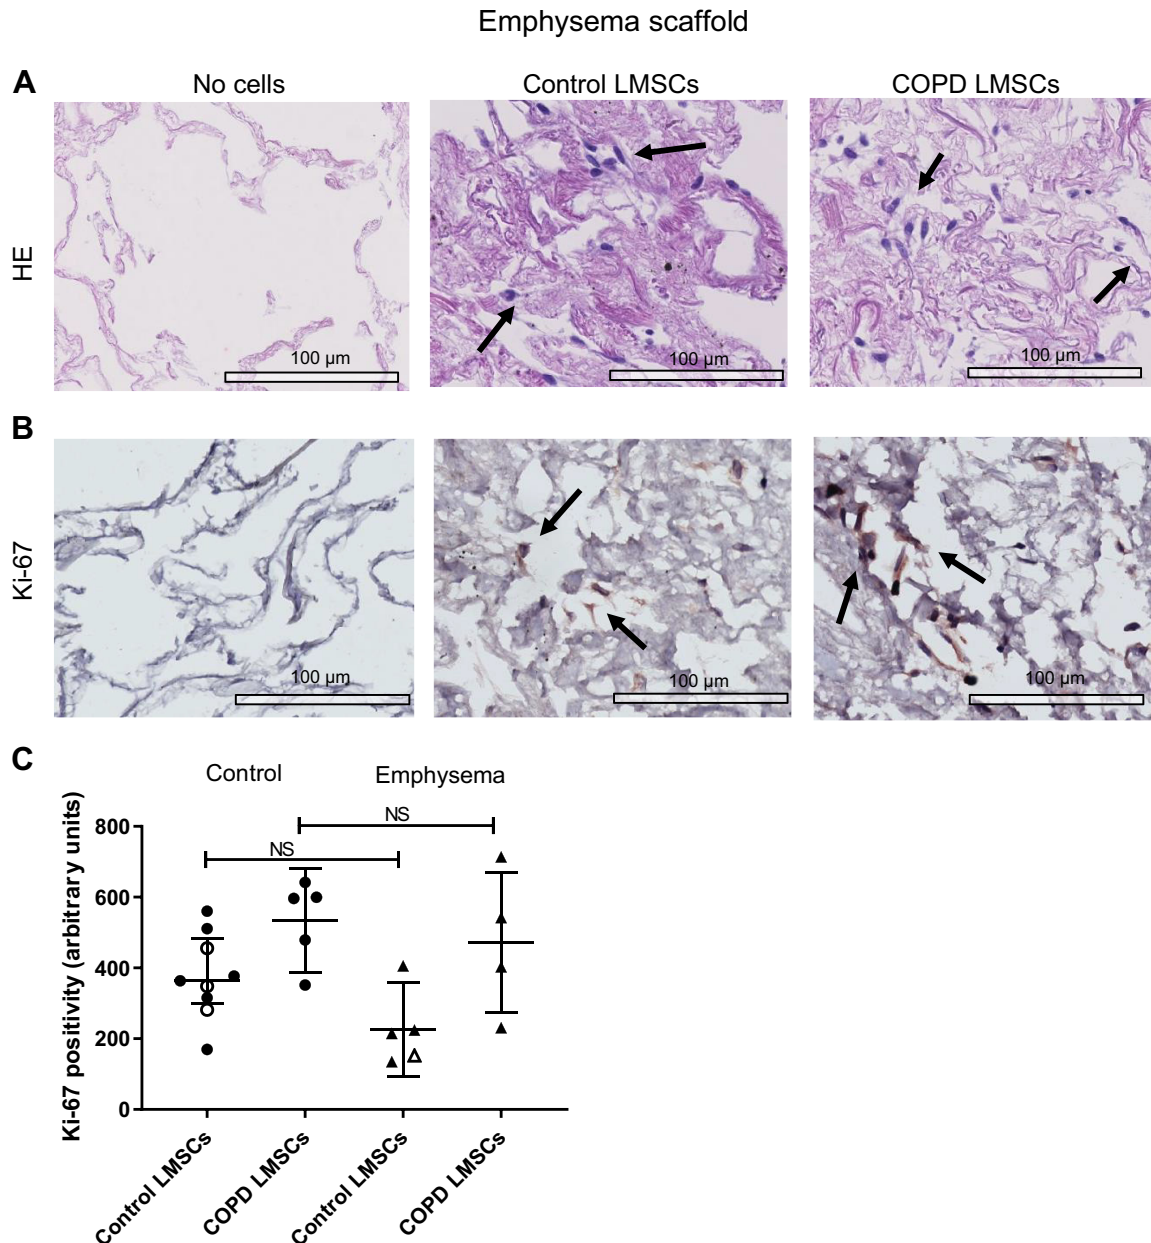 Emphysema scaffold
A
No cells
Control LMSCs
COPD LMSCs
HE
100 µm
100 µm
100 µm
B
Ki-67
100 µm
100 µm
100 µm
C
Control
Emphysema
Ki-67 positivity (arbitrary units)
800
600
400
200
0
NS
NS
Control LMSCs
COPD LMSCs
Control LMSCs
COPD LMSCs